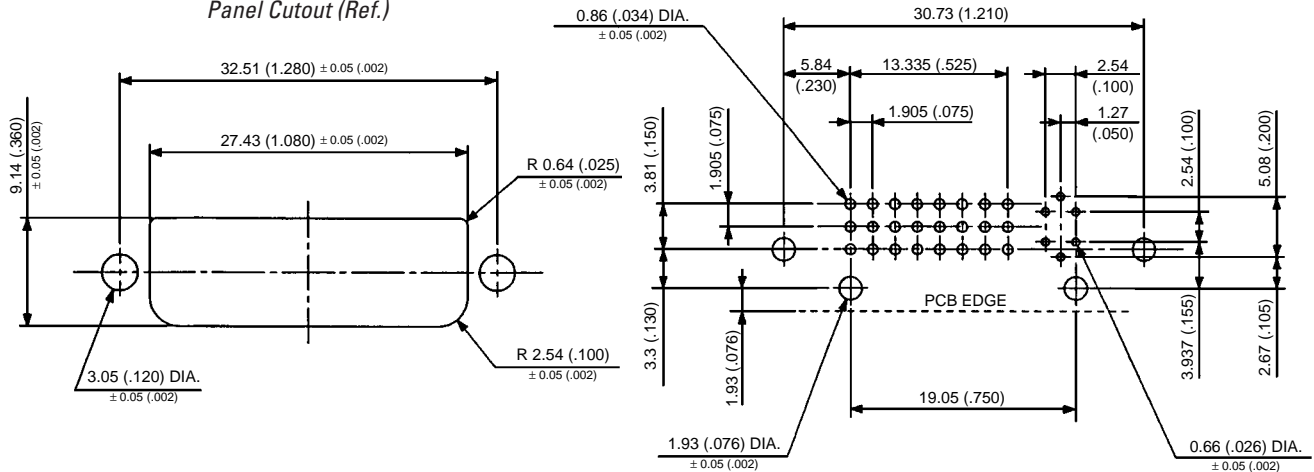 Panel Cutout (Ref.)
32.51 (1.280) ± 0.05 (.002)
27.43 (1.080) ± 0.05 (.002)
9.14 (.360)
± 0.05 (.002)
R 0.64 (.025)
± 0.05 (.002)
R 2.54 (.100)
± 0.05 (.002)
3.05 (.120) DIA.
± 0.05 (.002)
0.86 (.034) DIA.
± 0.05 (.002)
30.73 (1.210)
5.84
(.230)
13.335 (.525)
2.54
(.100)
1.905 (.075)
1.27
(.050)
3.81 (.150)
1.905 (.075)
2.54 (.100)
5.08 (.200)
PCB EDGE
3.3 (.130)
1.93 (.076)
3.937 (.155)
2.67 (.105)
19.05 (.750)
1.93 (.076) DIA.
± 0.05 (.002)
0.66 (.026) DIA.
± 0.05 (.002)